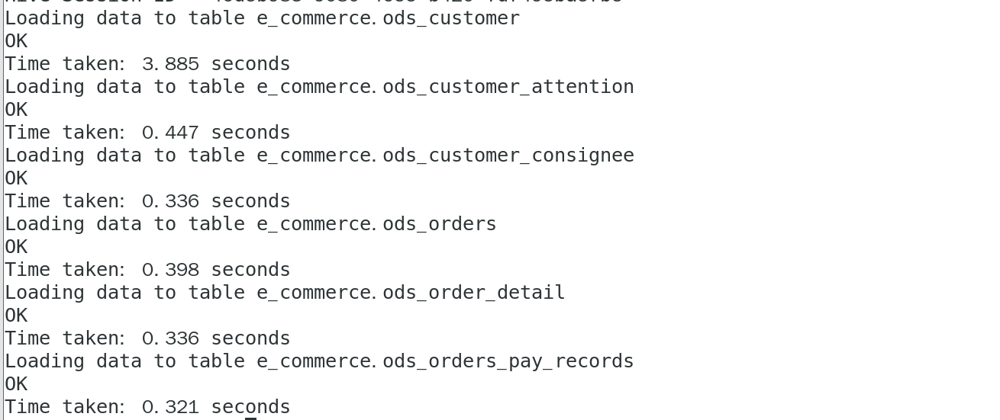 Loading data to table e_commerce.ods_customer
OK
Time taken: 3.885 seconds
Loading data to table e_commerce.ods_customer_attention
OK
Time taken: 0.447 seconds
Loading data to table e_commerce.ods_customer_consignee
OK
Time taken: 0.336 seconds
Loading data to table e_commerce.ods_orders
OK
Time taken: 0.398 seconds
Loading data to table e_commerce.ods_order_detail
OK
Time taken: 0.336 seconds
Loading data to table e_commerce.ods_orders_pay_records
OK
Time taken: 0.321 seconds